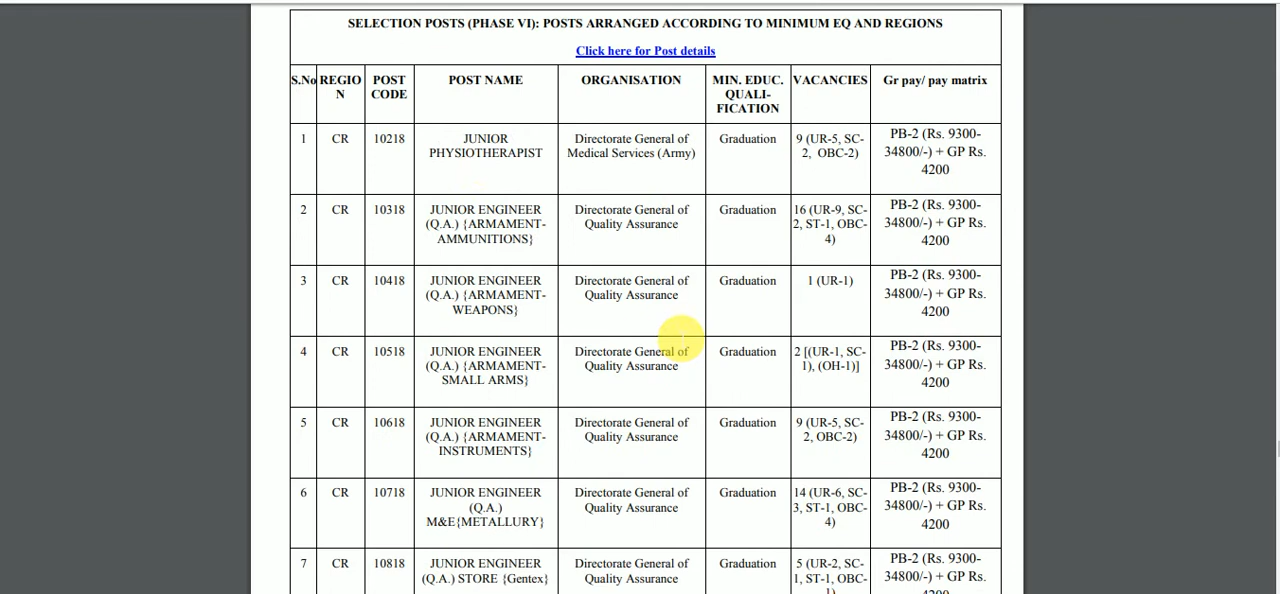 SELECTION POSTS (PHASE VI): POSTS ARRANGED ACCORDING TO MINIMUM EQ AND REGIONS
Click here for Post details
S.No REGIO POST POST NAME ORGANISATION MIN. EDUC. VACANCIES Gr pay/ pay matrix
N CODE QUALI-
FICATION
1 CR 10218 JUNIOR Directorate General of Graduation 9 (UR-5, SC- PB-2 (Rs. 9300-
PHYSIOTHERAPIST Medical Services (Army) 2, OBC-2) 34800/-) + GP Rs.
4200
2 CR 10318 JUNIOR ENGINEER Directorate General of Graduation 16 (UR-9, SC- PB-2 (Rs. 9300-
(Q.A.) {ARMAMENT- Quality Assurance 2, ST-1, OBC- 34800/-) + GP Rs.
AMMUNITIONS} 4) 4200
3 CR 10418 JUNIOR ENGINEER Directorate General of Graduation 1 (UR-1) PB-2 (Rs. 9300-
(Q.A.) {ARMAMENT- Quality Assurance 34800/-) + GP Rs.
WEAPONS} 4200
4 CR 10518 JUNIOR ENGINEER Directorate General of Graduation 2 [(UR-1, SC- PB-2 (Rs. 9300-
(Q.A.) {ARMAMENT- Quality Assurance 1), (OH-1)] 34800/-) + GP Rs.
SMALL ARMS} 4200
5 CR 10618 JUNIOR ENGINEER Directorate General of Graduation 9 (UR-5, SC- PB-2 (Rs. 9300-
(Q.A.) {ARMAMENT- Quality Assurance 2, OBC-2) 34800/-) + GP Rs.
INSTRUMENTS} 4200
6 CR 10718 JUNIOR ENGINEER Directorate General of Graduation 14 (UR-6, SC- PB-2 (Rs. 9300-
(Q.A.) Quality Assurance 3, ST-1, OBC- 34800/-) + GP Rs.
M&E{METALLURY} 4) 4200
7 CR 10818 JUNIOR ENGINEER Directorate General of Graduation 5 (UR-2, SC- PB-2 (Rs. 9300-
(Q.A.) STORE {Gentex} Quality Assurance 1, ST-1, OBC- 34800/-) + GP Rs.
1) 4200